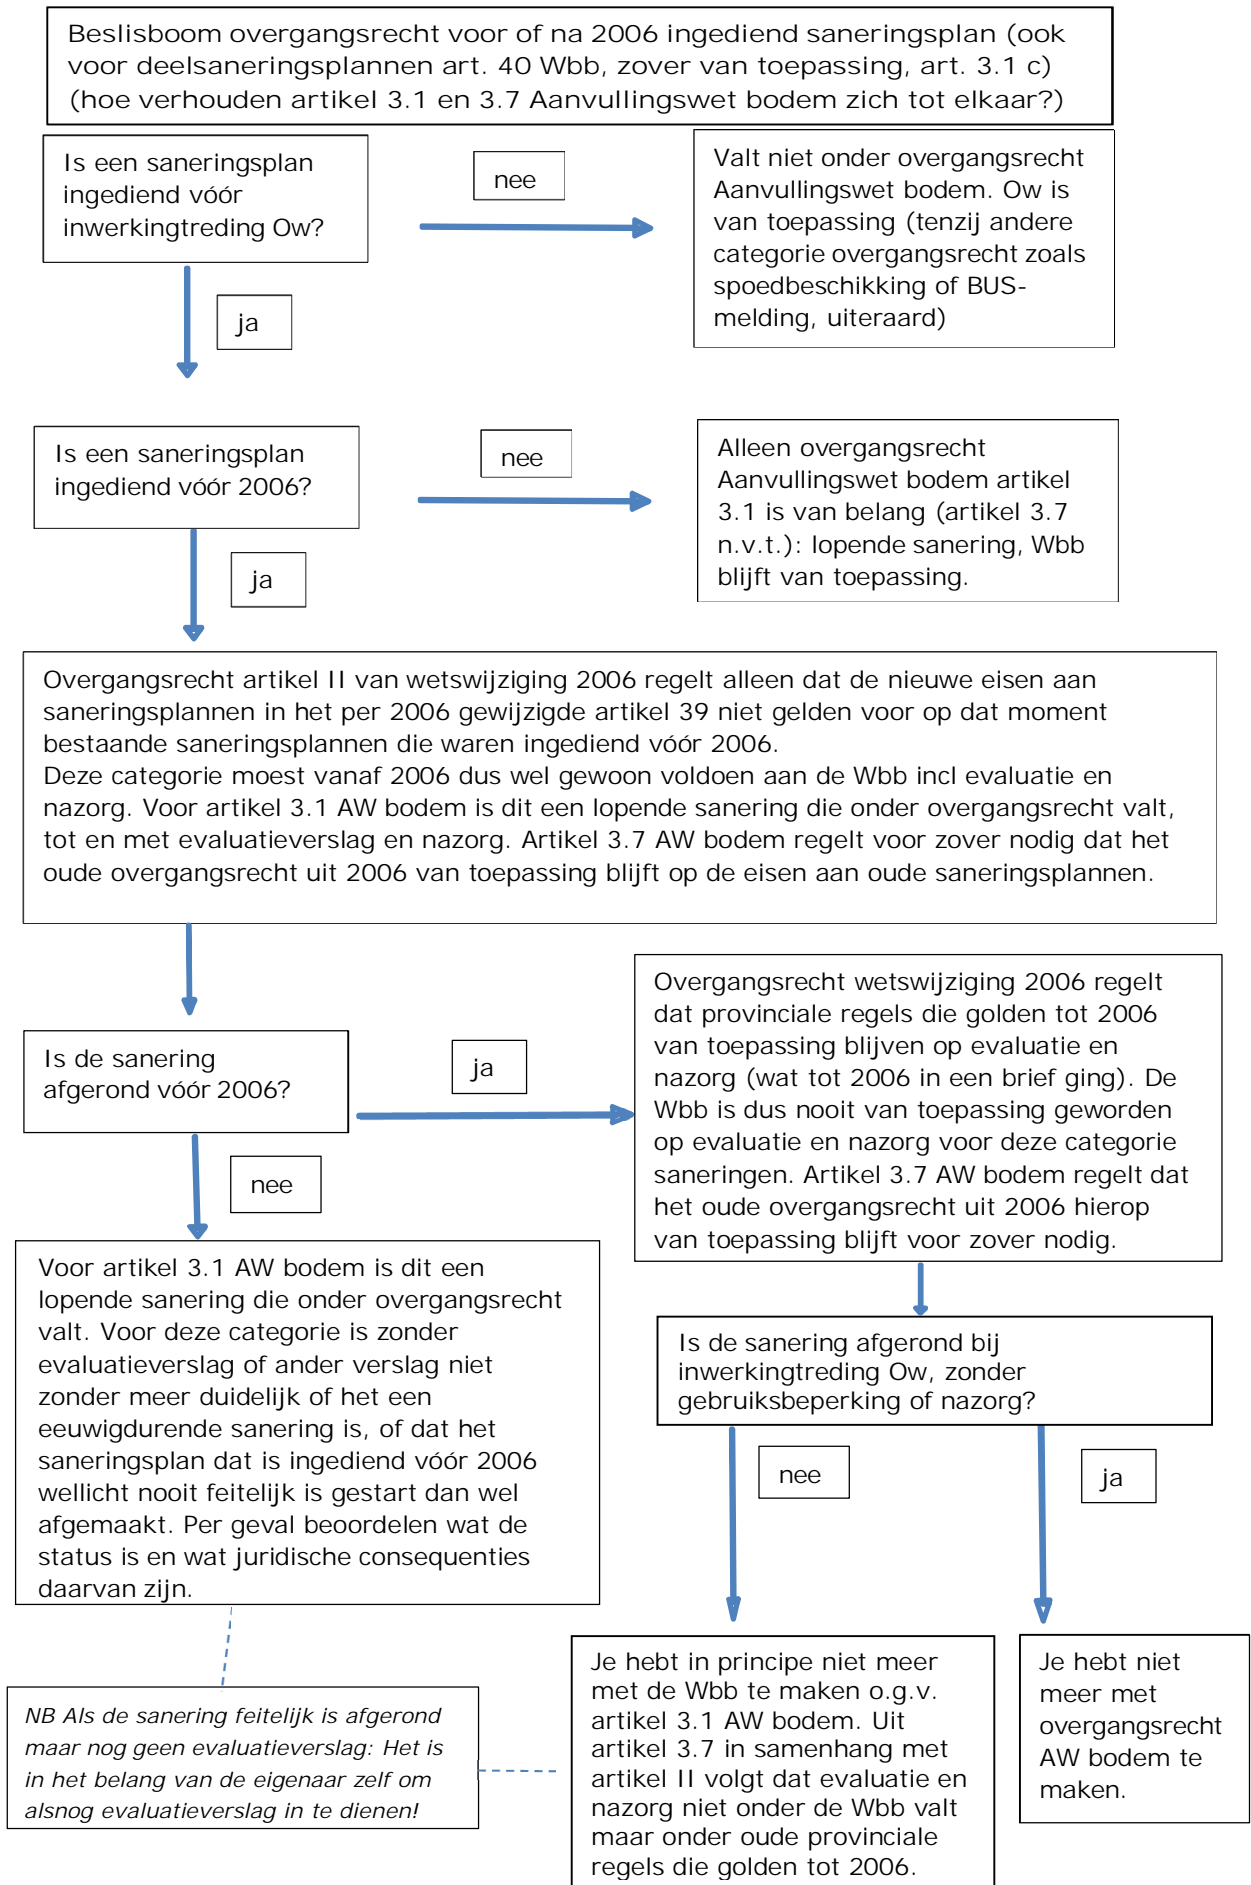 Beslisboom overgangsrecht voor of na 2006 ingediend saneringsplan (ook
voor deelsaneringsplannen art. 40 Wbb, zover van toepassing, art. 3.1 c)
(hoe verhouden artikel 3.1 en 3.7 Aanvullingswet bodem zich tot elkaar?)
Is een saneringsplan
ingediend vóór
inwerkingtreding Ow?
nee
Valt niet onder overgangsrecht
Aanvullingswet bodem. Ow is
van toepassing (tenzij andere
categorie overgangsrecht zoals
spoedbeschikking of BUS-
melding, uiteraard)
ja
Is een saneringsplan
ingediend vóór 2006?
nee
Alleen overgangsrecht
Aanvullingswet bodem artikel
3.1 is van belang (artikel 3.7
n.v.t.): lopende sanering, Wbb
blijft van toepassing.
ja
Overgangsrecht artikel II van wetswijziging 2006 regelt alleen dat de nieuwe eisen aan
saneringsplannen in het per 2006 gewijzigde artikel 39 niet gelden voor op dat moment
bestaande saneringsplannen die waren ingediend vóór 2006.
Deze categorie moest vanaf 2006 dus wel gewoon voldoen aan de Wbb incl evaluatie en
nazorg. Voor artikel 3.1 AW bodem is dit een lopende sanering die onder overgangsrecht valt,
tot en met evaluatieverslag en nazorg. Artikel 3.7 AW bodem regelt voor zover nodig dat het
oude overgangsrecht uit 2006 van toepassing blijft op de eisen aan oude saneringsplannen.
Is de sanering
afgerond vóór 2006?
ja
Overgangsrecht wetswijziging 2006 regelt
dat provinciale regels die golden tot 2006
van toepassing blijven op evaluatie en
nazorg (wat tot 2006 in een brief ging). De
Wbb is dus nooit van toepassing geworden
op evaluatie en nazorg voor deze categorie
saneringen. Artikel 3.7 AW bodem regelt dat
het oude overgangsrecht uit 2006 hierop
van toepassing blijft voor zover nodig.
nee
Voor artikel 3.1 AW bodem is dit een
lopende sanering die onder overgangsrecht
valt. Voor deze categorie is zonder
evaluatieverslag of ander verslag niet
zonder meer duidelijk of het een
eeuwigdurende sanering is, of dat het
saneringsplan dat is ingediend vóór 2006
wellicht nooit feitelijk is gestart dan wel
afgemaakt. Per geval beoordelen wat de
status is en wat juridische consequenties
daarvan zijn.
Is de sanering afgerond bij
inwerkingtreding Ow, zonder
gebruiksbeperking of nazorg?
nee
ja
NB Als de sanering feitelijk is afgerond
maar nog geen evaluatieverslag: Het is
in het belang van de eigenaar zelf om
alsnog evaluatieverslag in te dienen!
Je hebt in principe niet meer
met de Wbb te maken o.g.v.
artikel 3.1 AW bodem. Uit
artikel 3.7 in samenhang met
artikel II volgt dat evaluatie en
nazorg niet onder de Wbb valt
maar onder oude provinciale
regels die golden tot 2006.
Je hebt niet
meer met
overgangsrecht
AW bodem te
maken.